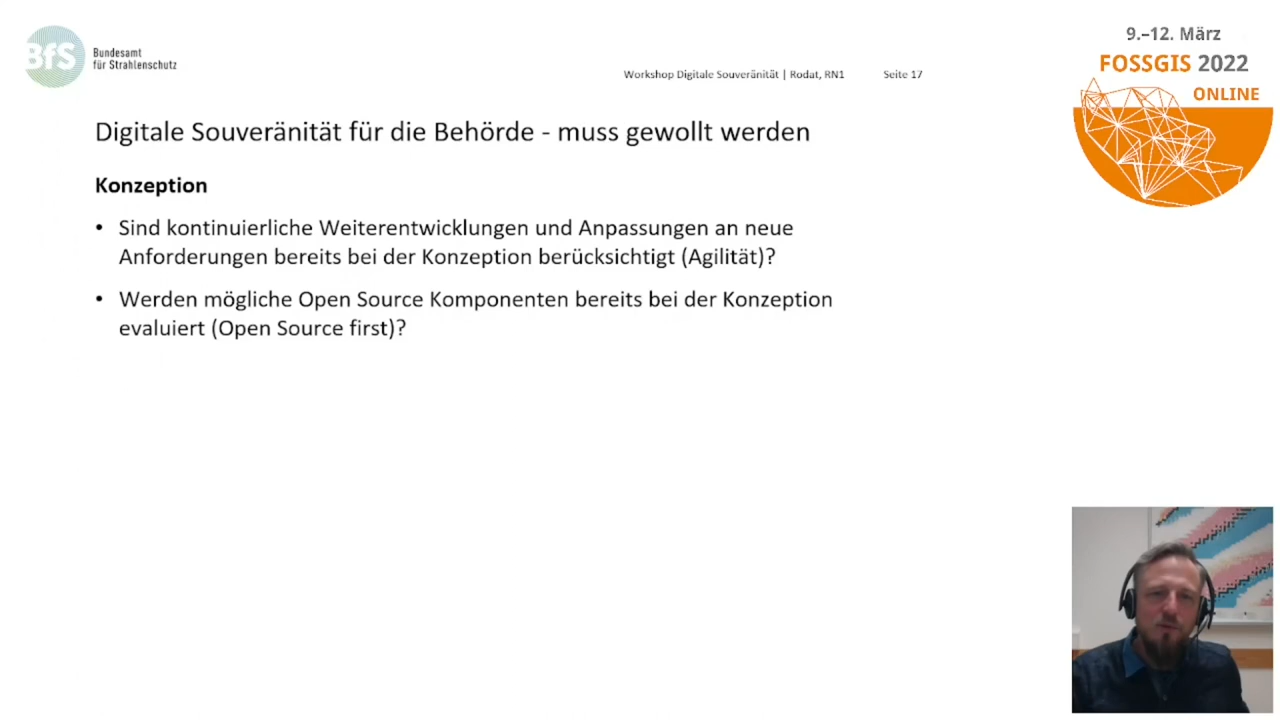 BfS
Bundesamt
für Strahlenschutz
Workshop Digitale Souveränität | Rodat, RN1 Seite 17
9.–12. März
FOSSGIS 2022
ONLINE
Digitale Souveränität für die Behörde - muss gewollt werden
Konzeption
• Sind kontinuierliche Weiterentwicklungen und Anpassungen an neue
Anforderungen bereits bei der Konzeption berücksichtigt (Agilität)?
• Werden mögliche Open Source Komponenten bereits bei der Konzeption
evaluiert (Open Source first)?